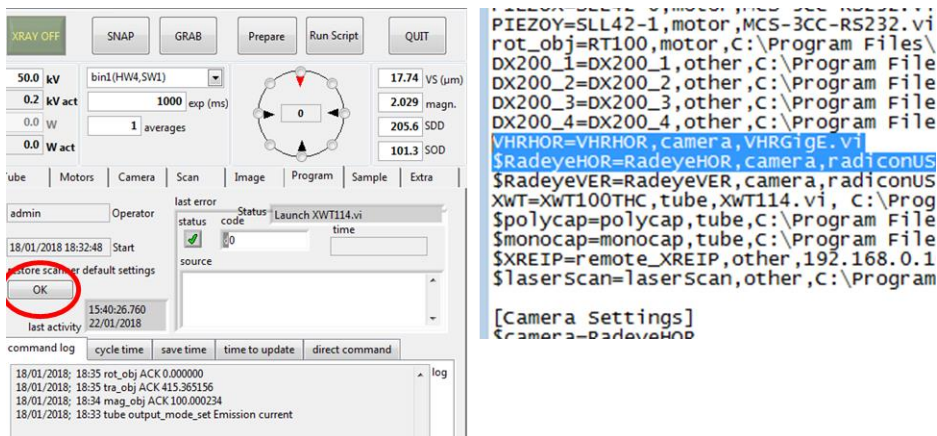 XRAY OFF
SNAP
GRAB
Prepare
Run Script
QUIT
50.0 kV
bin1(HW4,SW1)
17.74 VS (µm)
0.2 kV act
1000 exp (ms)
0
2.029 magn.
0.0 W
1 averages
205.6 SDD
0.0 W act
101.3 SOD
Motors
Camera
Scan
Image
Program
Sample
Extra
admin Operator
last error
status
code
Status
Launch XWT114.vi
0
time
18/01/2018 18:32:48 Start
source
scanner default settings
OK
15:40:26.760
last activity 22/01/2018
command log
cycle time
save time
time to update
direct command
log
18/01/2018; 18:35 rot_obj ACK 0.000000
18/01/2018; 18:35 tra_obj ACK 415.365156
18/01/2018; 18:34 mag_obj ACK 100.000234
18/01/2018; 18:33 tube output_mode_set Emission current
PIEZOY=SLL42-1,motor,MCS-3CC-RS232.vi
rot_obj=RT100,motor,C:\Program Files\
DX200_1=DX200_1,other,C:\Program File
DX200_2=DX200_2,other,C:\Program File
DX200_3=DX200_3,other,C:\Program File
DX200_4=DX200_4,other,C:\Program File
VHRHOR=VHRHOR,camera,VHRGigE.vi
$RadeyeHOR=RadeyeHOR,camera,radiconUS
$RadeyeVER=RadeyeVER,camera,radiconUS
XWT=XWT100THC,tube,XWT114.vi, C:\Prog
$polycap=polycap,tube,C:\Program File
$monocap=monocap,tube,C:\Program File
$XREIP=remote_XREIP,other,192.168.0.1
$laserScan=laserScan,other,C:\Program
[Camera Settings]
$camera=RadeyeHOR